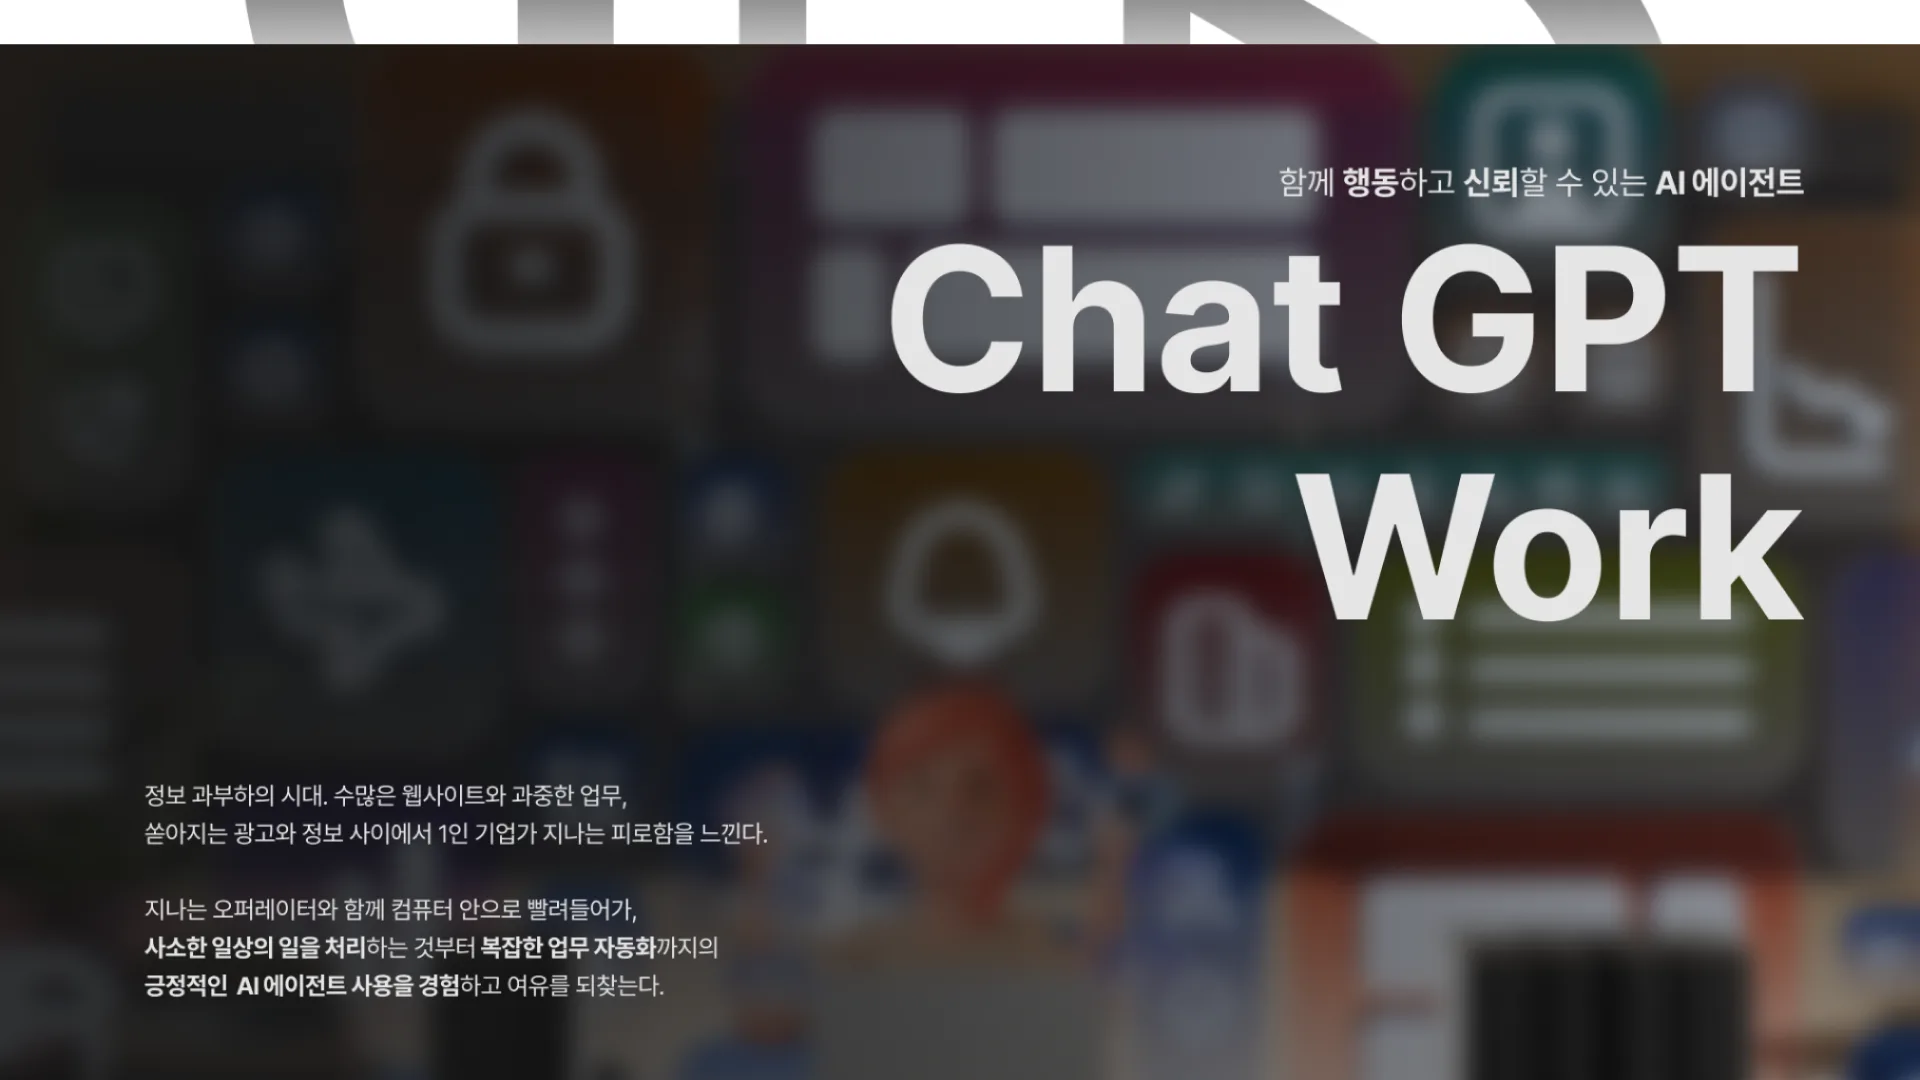 함께 행동하고 신뢰할 수 있는 AI 에이전트
Chat GPT
Work
정보 과부하의 시대. 수많은 웹사이트와 과중한 업무,
쏟아지는 광고와 정보 사이에서 1인 기업가 지나는 피로함을 느낀다.
지나는 오퍼레이터와 함께 컴퓨터 안으로 빨려들어가,
사소한 일상의 일을 처리하는 것부터 복잡한 업무 자동화까지의
긍정적인 AI 에이전트 사용을 경험하고 여유를 되찾는다.